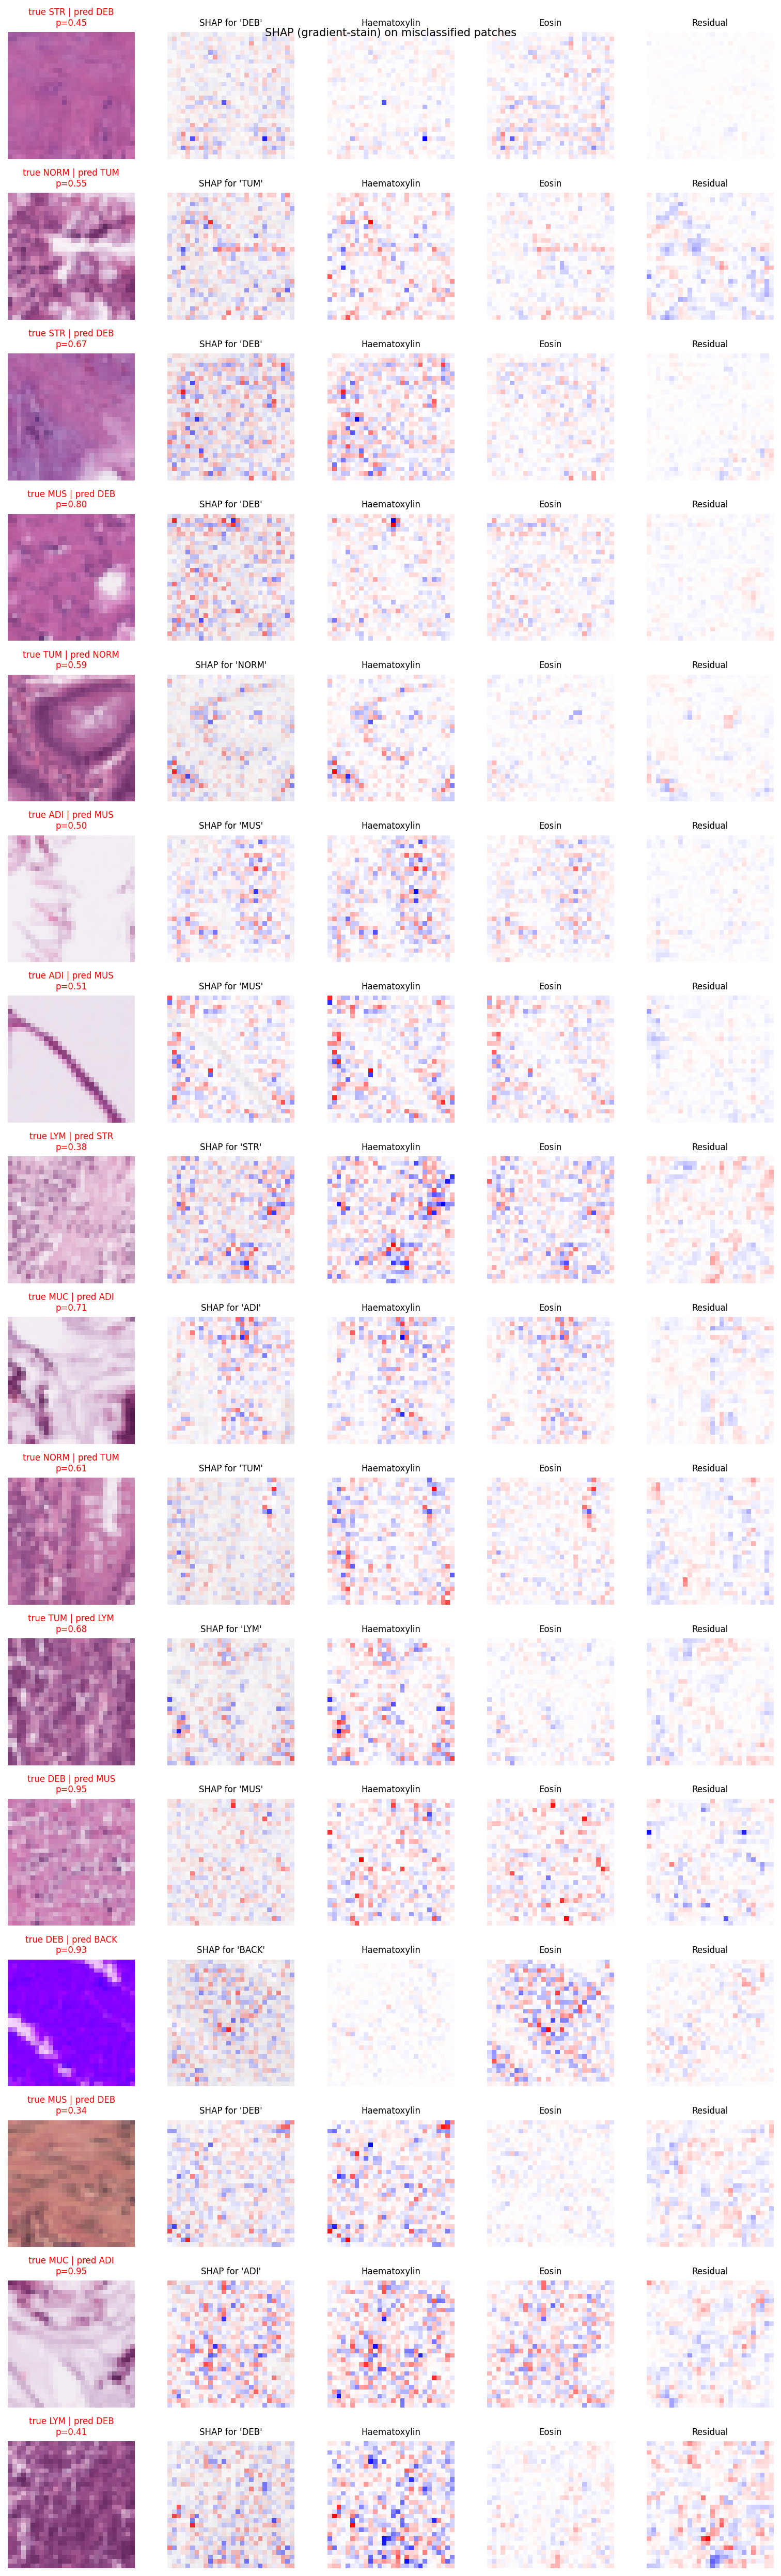 SHAP (gradient-stain) on misclassified patches
true STR | pred DEB
p=0.45
SHAP for 'DEB'
Haematoxylin
Eosin
Residual
true NORM | pred TUM
p=0.55
SHAP for 'TUM'
Haematoxylin
Eosin
Residual
true STR | pred DEB
p=0.67
SHAP for 'DEB'
Haematoxylin
Eosin
Residual
true MUS | pred DEB
p=0.80
SHAP for 'DEB'
Haematoxylin
Eosin
Residual
true TUM | pred NORM
p=0.59
SHAP for 'NORM'
Haematoxylin
Eosin
Residual
true ADI | pred MUS
p=0.50
SHAP for 'MUS'
Haematoxylin
Eosin
Residual
true ADI | pred MUS
p=0.51
SHAP for 'MUS'
Haematoxylin
Eosin
Residual
true LYM | pred STR
p=0.38
SHAP for 'STR'
Haematoxylin
Eosin
Residual
true MUC | pred ADI
p=0.71
SHAP for 'ADI'
Haematoxylin
Eosin
Residual
true NORM | pred TUM
p=0.61
SHAP for 'TUM'
Haematoxylin
Eosin
Residual
true TUM | pred LYM
p=0.68
SHAP for 'LYM'
Haematoxylin
Eosin
Residual
true DEB | pred MUS
p=0.95
SHAP for 'MUS'
Haematoxylin
Eosin
Residual
true DEB | pred BACK
p=0.93
SHAP for 'BACK'
Haematoxylin
Eosin
Residual
true MUS | pred DEB
p=0.34
SHAP for 'DEB'
Haematoxylin
Eosin
Residual
true MUC | pred ADI
p=0.95
SHAP for 'ADI'
Haematoxylin
Eosin
Residual
true LYM | pred DEB
p=0.41
SHAP for 'DEB'
Haematoxylin
Eosin
Residual